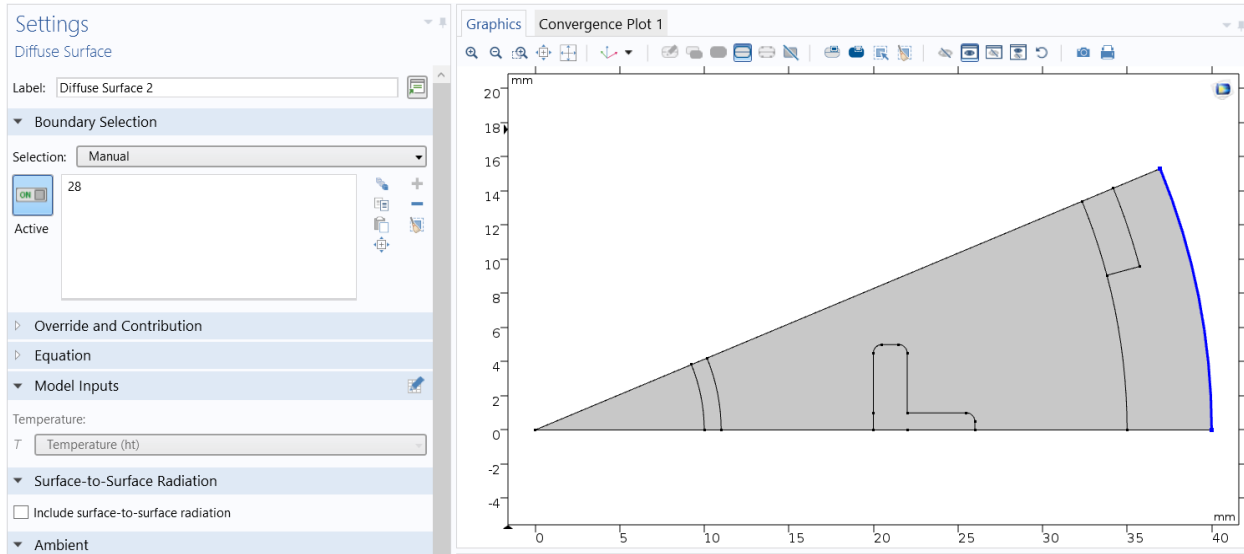 Settings
Diffuse Surface
Label: Diffuse Surface 2
Boundary Selection
Selection: Manual
ON
Active
28
Override and Contribution
Equation
Model Inputs
Temperature:
T Temperature (ht)
Surface-to-Surface Radiation
Include surface-to-surface radiation
Ambient
Graphics Convergence Plot 1
mm
20
18
16
14
12
10
8
6
4
2
0
-2
-4
mm
0 5 10 15 20 25 30 35 40